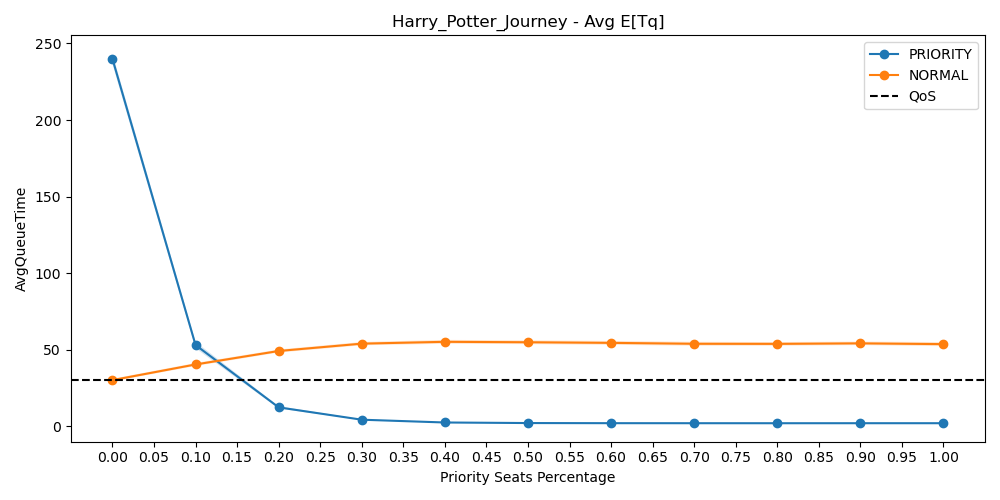 Harry_Potter_Journey - Avg E[Tq]
250
200
150
100
50
0
AvgQueueTime
PRIORITY
NORMAL
QoS
0.00 0.05 0.10 0.15 0.20 0.25 0.30 0.35 0.40 0.45 0.50 0.55 0.60 0.65 0.70 0.75 0.80 0.85 0.90 0.95 1.00
Priority Seats Percentage